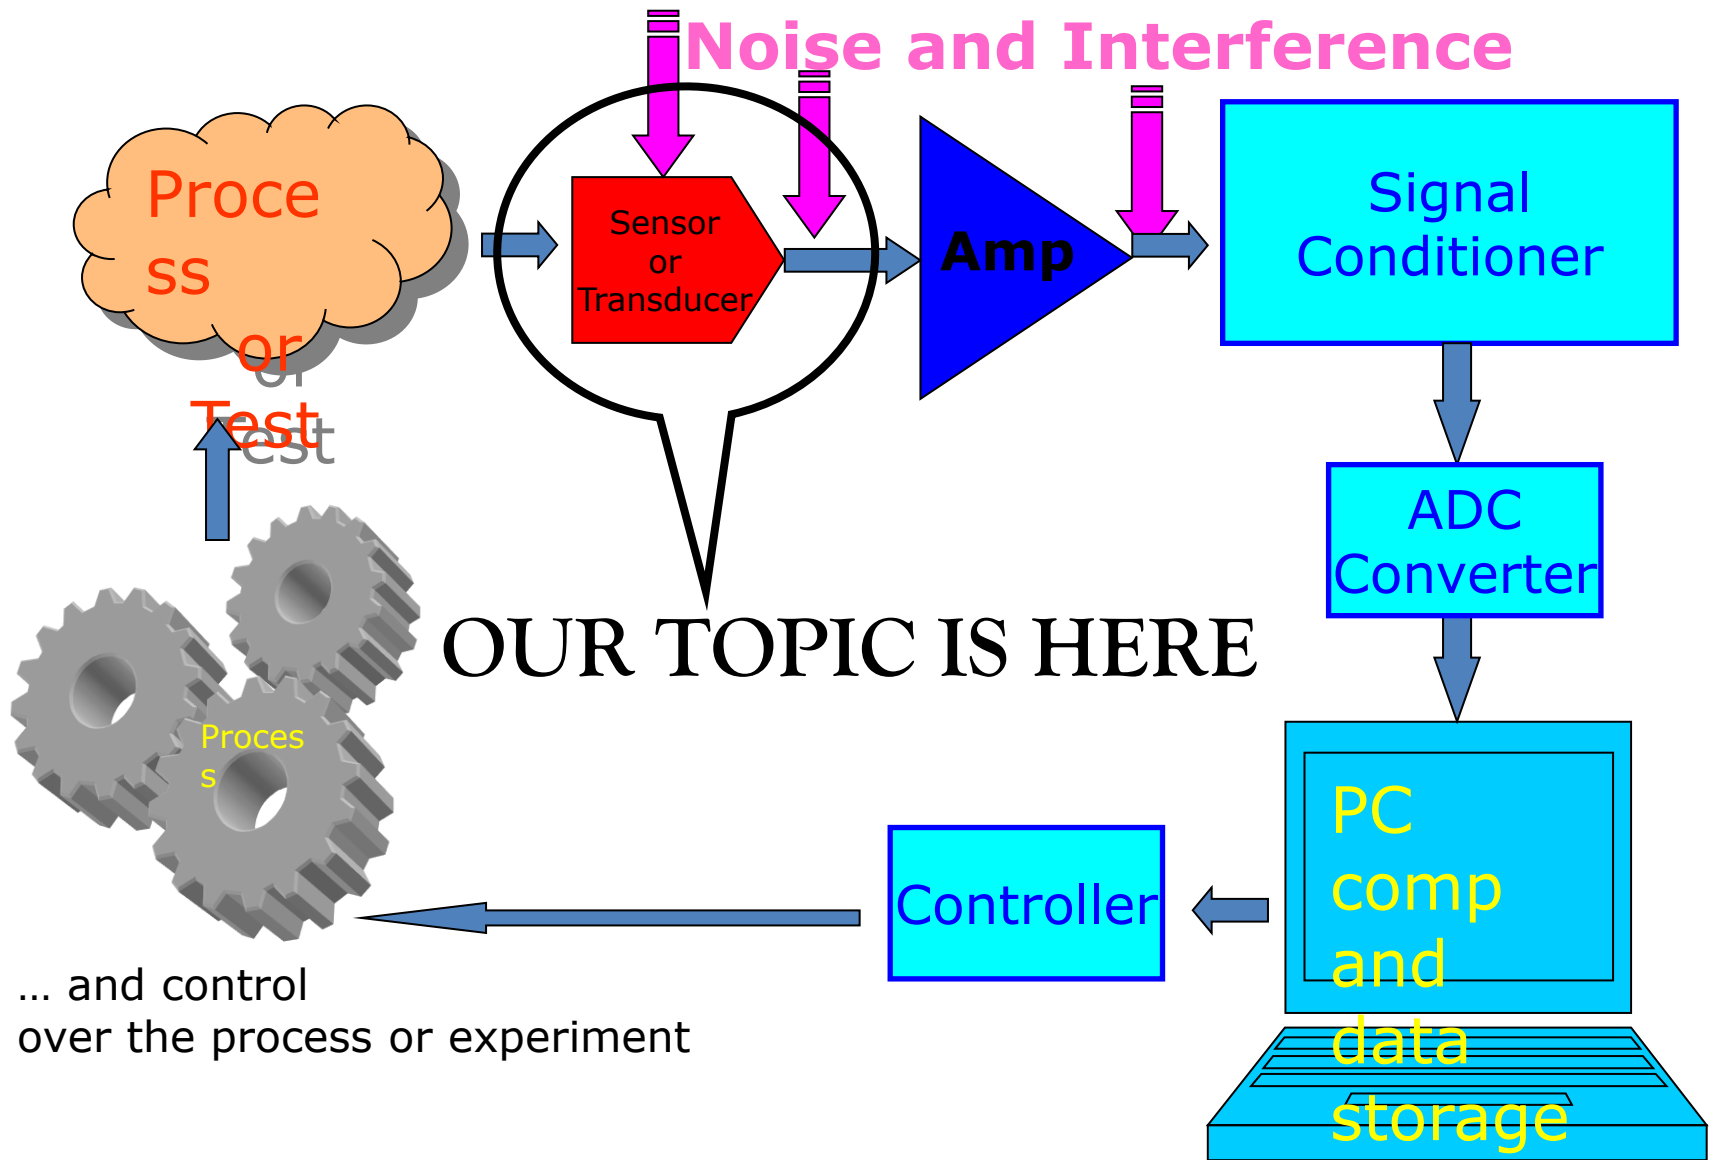 Noise and Interference
Proce
ss
or
Test
Sensor
or
Transducer
Amp
Signal
Conditioner
ADC
Converter
OUR TOPIC IS HERE
Proces
s
PC
comp
and
data
storage
Controller
… and control
over the process or experiment